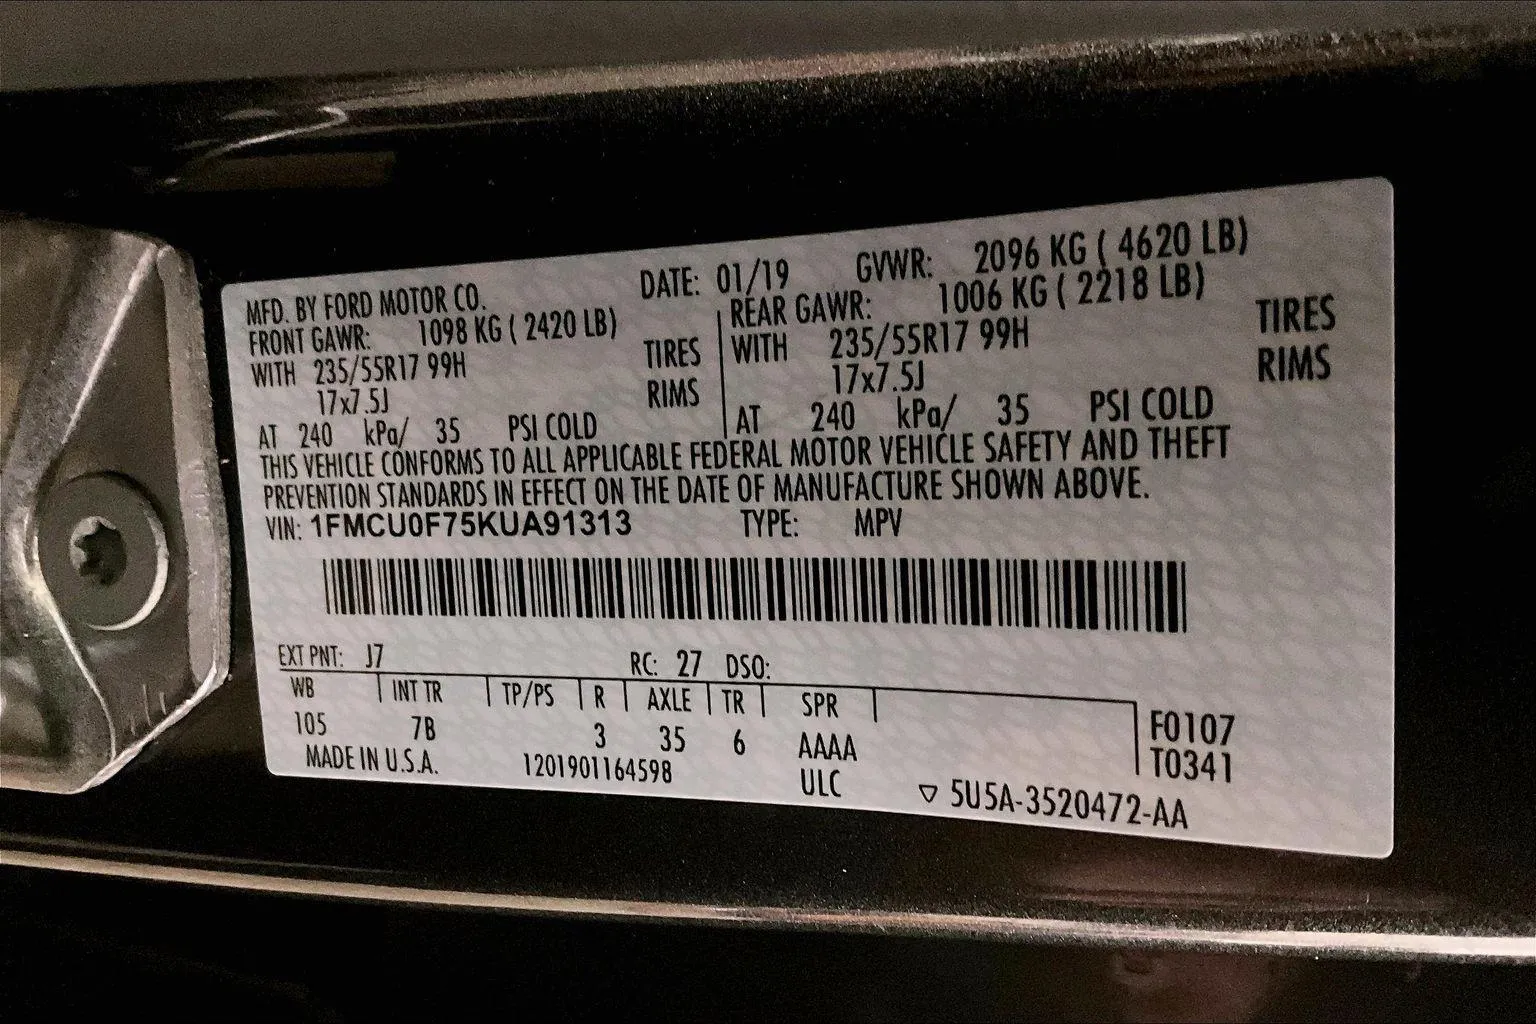 MFD. BY FORD MOTOR CO. DATE: 01/19 GVWR: 2096 KG ( 4620 LB)
FRONT GAWR: 1098 KG ( 2420 LB) REAR GAWR: 1006 KG ( 2218 LB)
WITH 235/55R17 99H TIRES WITH 235/55R17 99H TIRES
17x7.5J RIMS 17x7.5J RIMS
AT 240 kPa/ 35 PSI COLD AT 240 kPa/ 35 PSI COLD
THIS VEHICLE CONFORMS TO ALL APPLICABLE FEDERAL MOTOR VEHICLE SAFETY AND THEFT
PREVENTION STANDARDS IN EFFECT ON THE DATE OF MANUFACTURE SHOWN ABOVE.
VIN: 1FMCU0F75KUA91313 TYPE: MPV
EXT PNT: J7 RC: 27 DSO:
WB INT TR TP/PS R AXLE TR SPR
105 7B 3 35 6 AAAA F0107
MADE IN U.S.A. 1201901164598 ULC T0341
▽ 5U5A-3520472-AA